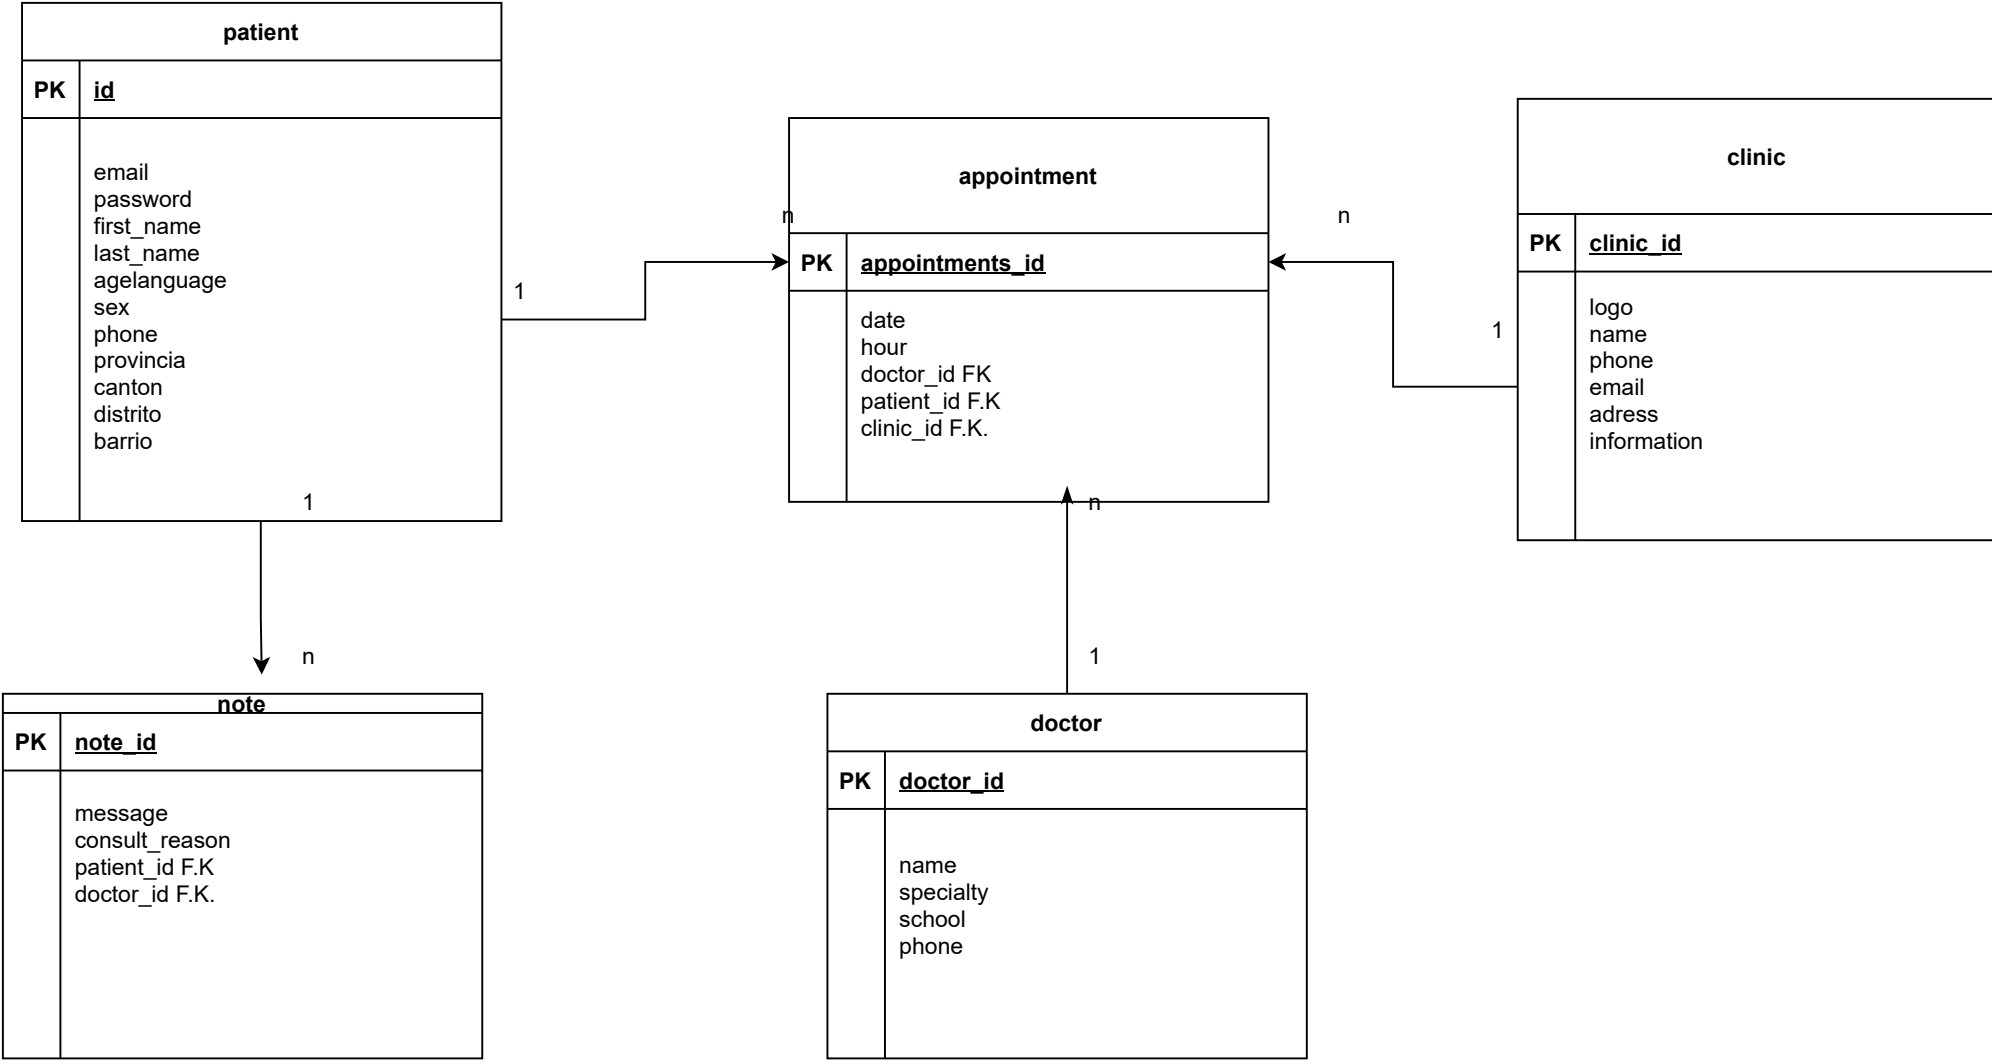 patient
PK id
email
password
first_name
last_name
agelanguage
sex
phone
provincia
canton
distrito
barrio
1
1
n
appointment
n
PK appointments_id
date
hour
doctor_id FK
patient_id F.K
clinic_id F.K.
n
1
clinic
PK clinic_id
logo
name
phone
email
adress
information
1
n
note
PK note_id
message
consult_reason
patient_id F.K
doctor_id F.K.
doctor
PK doctor_id
name
specialty
school
phone